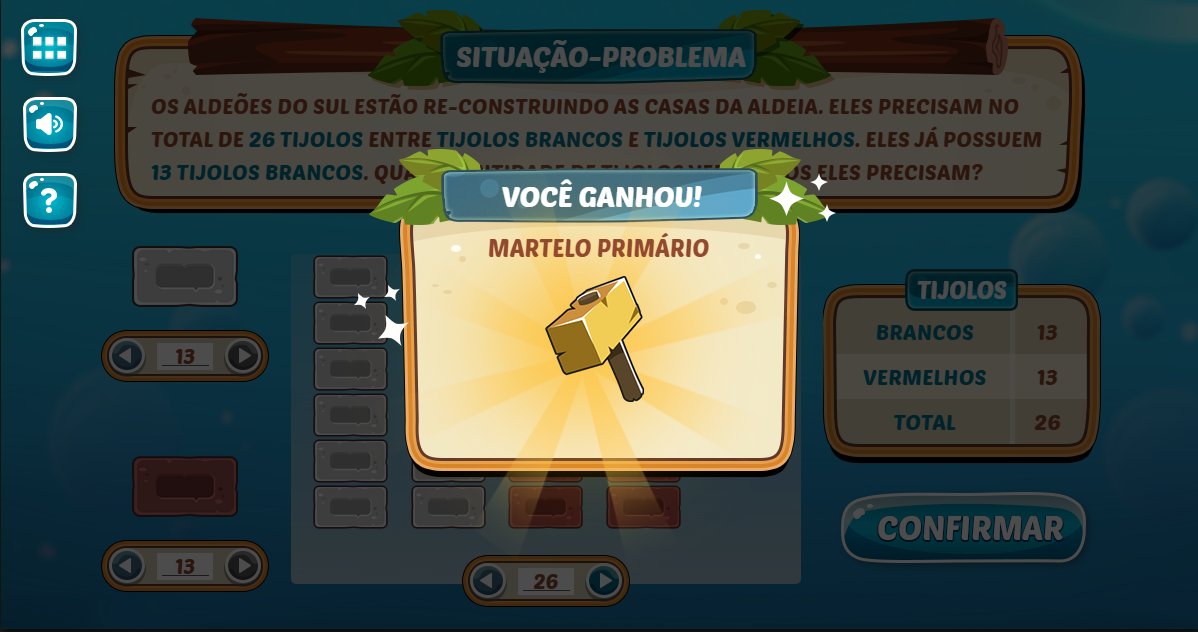 SITUAÇÃO-PROBLEMA
OS ALDEÕES DO SUL ESTÃO RE-CONSTRUINDO AS CASAS DA ALDEIA. ELES PRECISAM NO
TOTAL DE 26 TIJOLOS ENTRE TIJOLOS BRANCOS E TIJOLOS VERMELHOS. ELES JÁ POSSUEM
13 TIJOLOS BRANCOS. ELES PRECISAM?
VOCÊ GANHOU!
MARTELO PRIMÁRIO
?
13
13
26
TIJOLOS
BRANCOS 13
VERMELHOS 13
TOTAL 26
CONFIRMAR